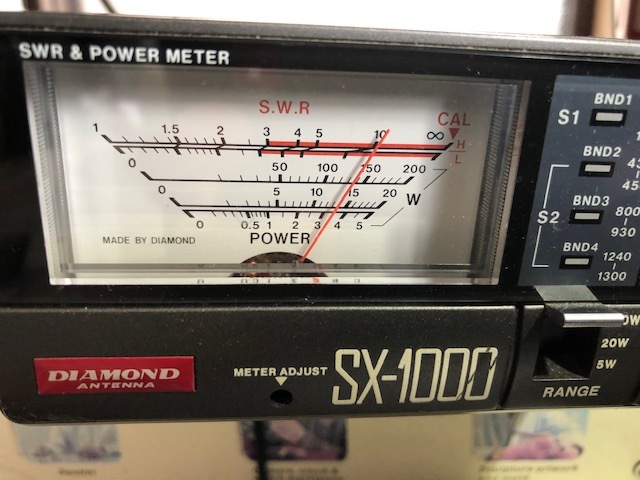 SWR & POWER METER
S.W.R
CAL
1 1.5 2 3 4 5 10 ∞
H
L
0 50 100 150 200
0 5 10 15 20
W
0 0.5 1 2 3 4 5
MADE BY DIAMOND
POWER
BND1
S1
BND2
BND3
S2
800
930
BND4
1240
1300
DIAMOND
ANTENNA
METER ADJUST
SX-1000
20W
5W
RANGE